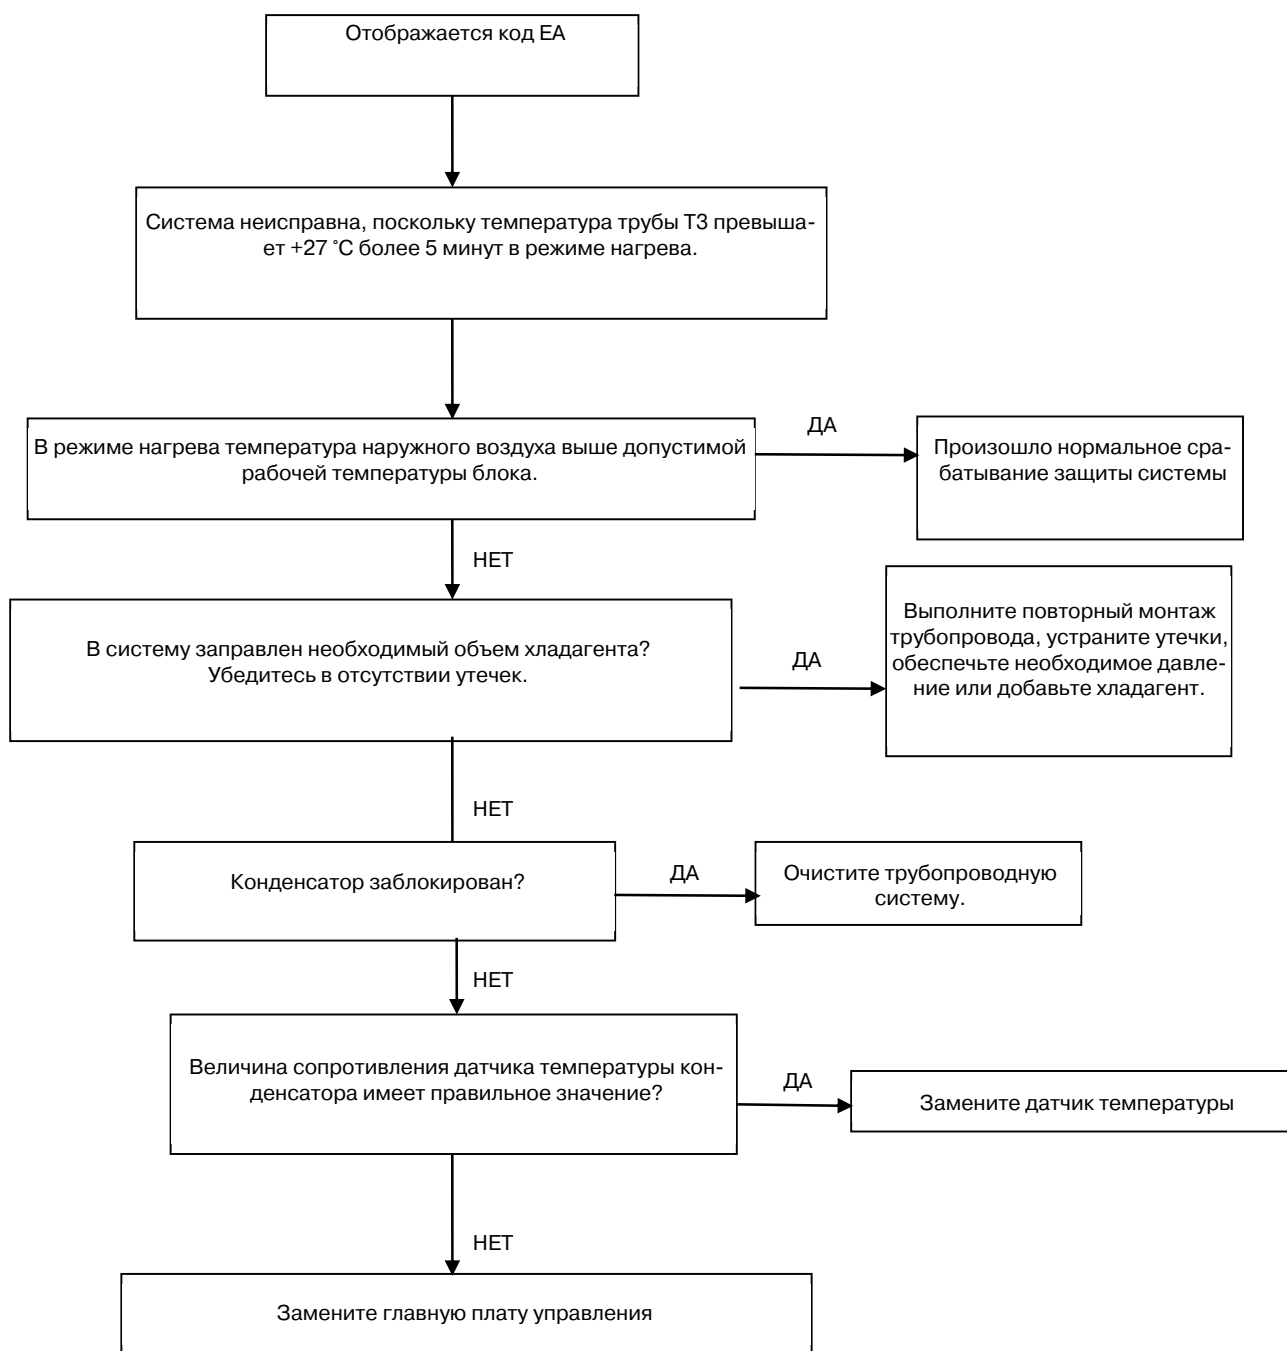 Отображается код EA
Система неисправна, поскольку температура трубы T3 превыша-
ет +27 °C более 5 минут в режиме нагрева.
В режиме нагрева температура наружного воздуха выше допустимой
рабочей температуры блока.
ДА
Произошло нормальное сра-
батывание защиты системы
НЕТ
В систему заправлен необходимый объем хладагента?
Убедитесь в отсутствии утечек.
ДА
Выполните повторный монтаж
трубопровода, устраните утечки,
обеспечьте необходимое давле-
ние или добавьте хладагент.
НЕТ
Конденсатор заблокирован?
ДА
Очистите трубопроводную
систему.
НЕТ
Величина сопротивления датчика температуры кон-
денсатора имеет правильное значение?
ДА
Замените датчик температуры
НЕТ
Замените главную плату управления